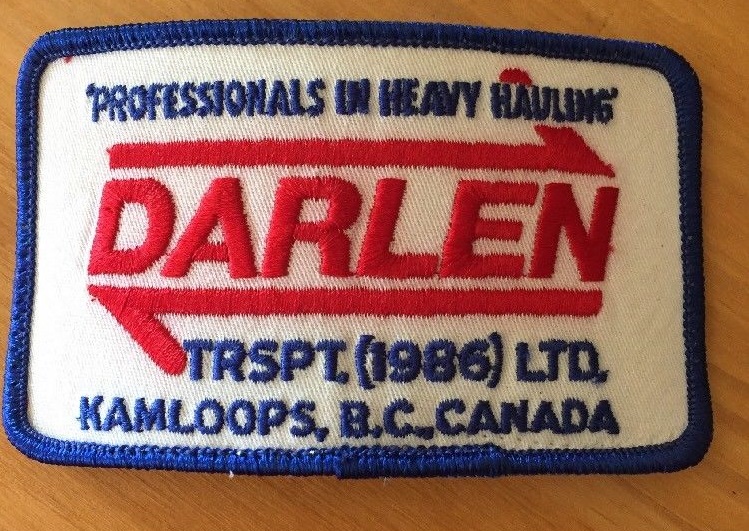 "PROFESSIONALS IN HEAVY HAULING"
DARLEN
TRSPT. (1986) LTD.
KAMLOOPS, B.C., CANADA